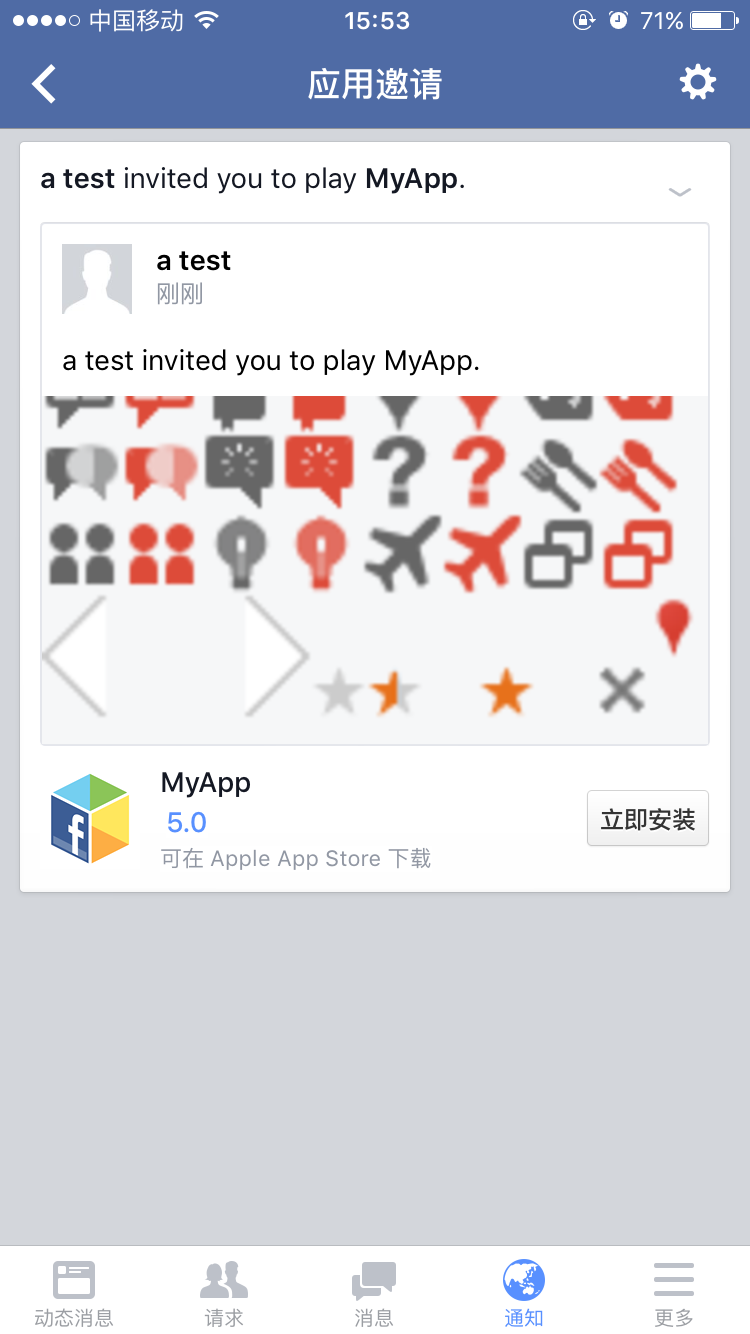 中国移动 15:53 71%
应用邀请
a test invited you to play MyApp.
a test
刚刚
a test invited you to play MyApp.
MyApp
5.0
立即安装
可在 Apple App Store 下载
动态消息 请求 消息 通知 更多